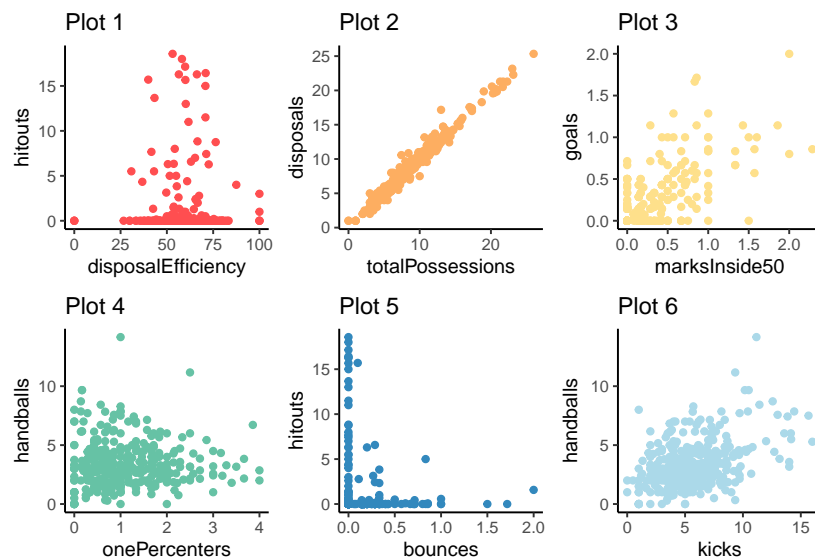 Plot 1
hitouts
15
10
5
0
0 25 50 75 100
disposalEfficiency
Plot 2
disposals
25
20
15
10
5
0
0 10 20
totalPossessions
Plot 3
goals
2.0
1.5
1.0
0.5
0.0
0.0 0.5 1.0 1.5 2.0
marksInside50
Plot 4
handballs
10
5
0
0 1 2 3 4
onePercenters
Plot 5
hitouts
15
10
5
0
0.0 0.5 1.0 1.5 2.0
bounces
Plot 6
handballs
10
5
0
0 5 10 15
kicks